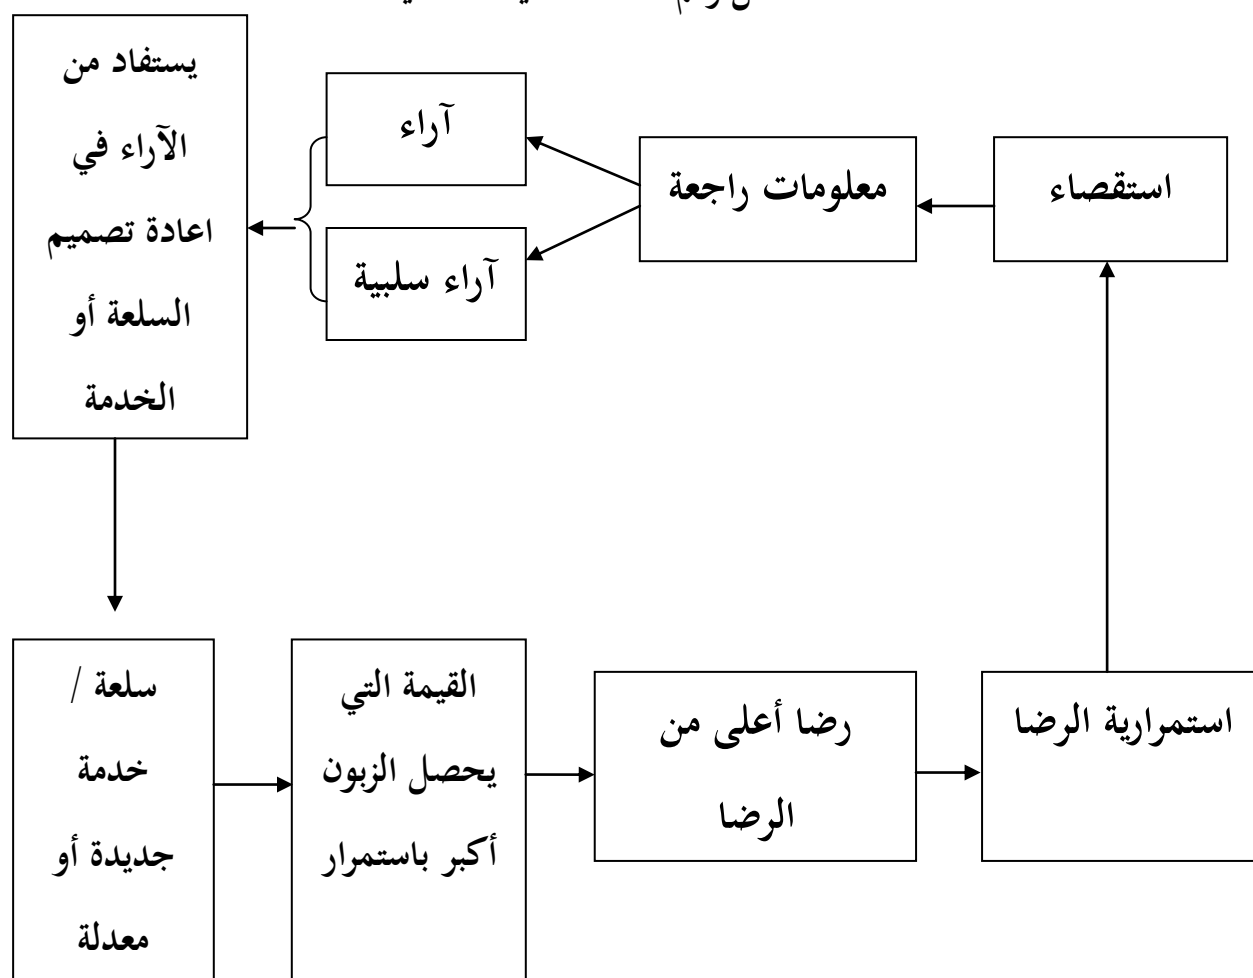 استقصاء
معلومات راجعة
آراء
آراء سلبية
يستفاد من
الآراء في
اعادة تصميم
السلعة أو
الخدمة
سلعة /
خدمة
جديدة أو
معدلة
القيمة التي
يحصل الزبون
أكبر باستمرار
رضا أعلى من
الرضا
استمرارية الرضا